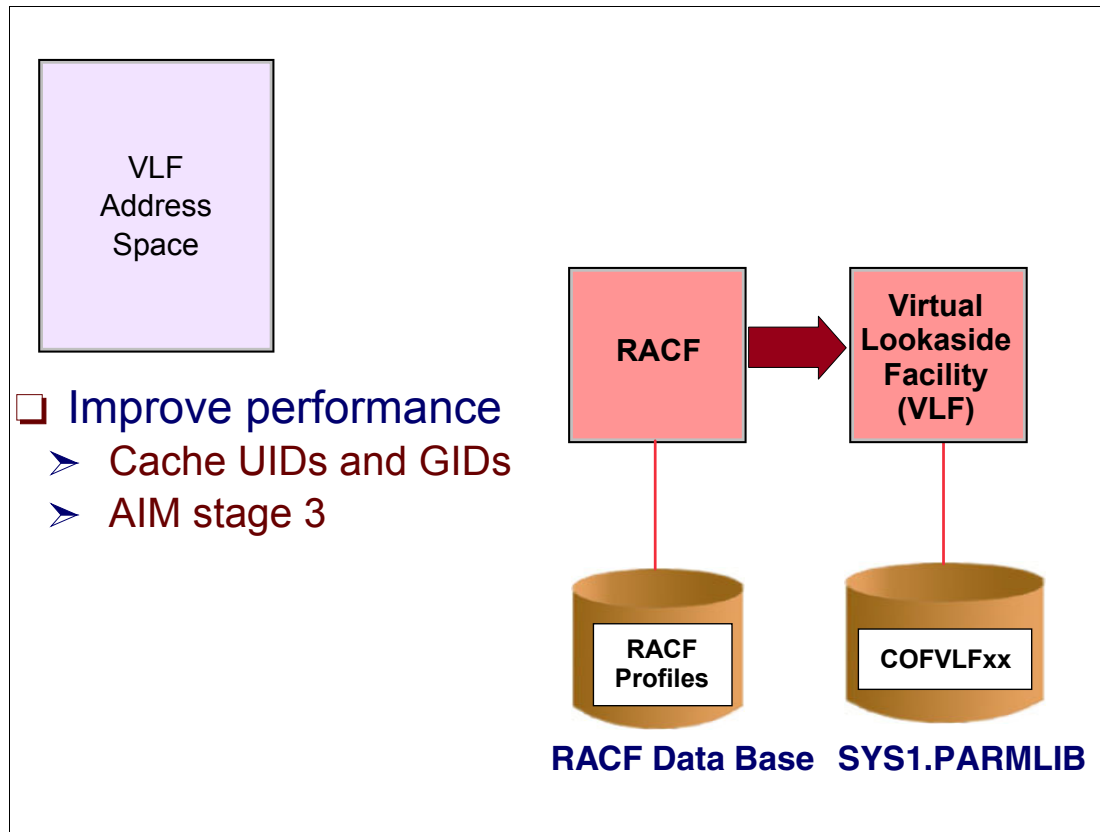 VLF
Address
Space
Improve performance
Cache UIDs and GIDs
AIM stage 3
RACF
Virtual
Lookaside
Facility
(VLF)
RACF
Profiles
COFVLFxx
RACF Data Base
SYS1.PARMLIB